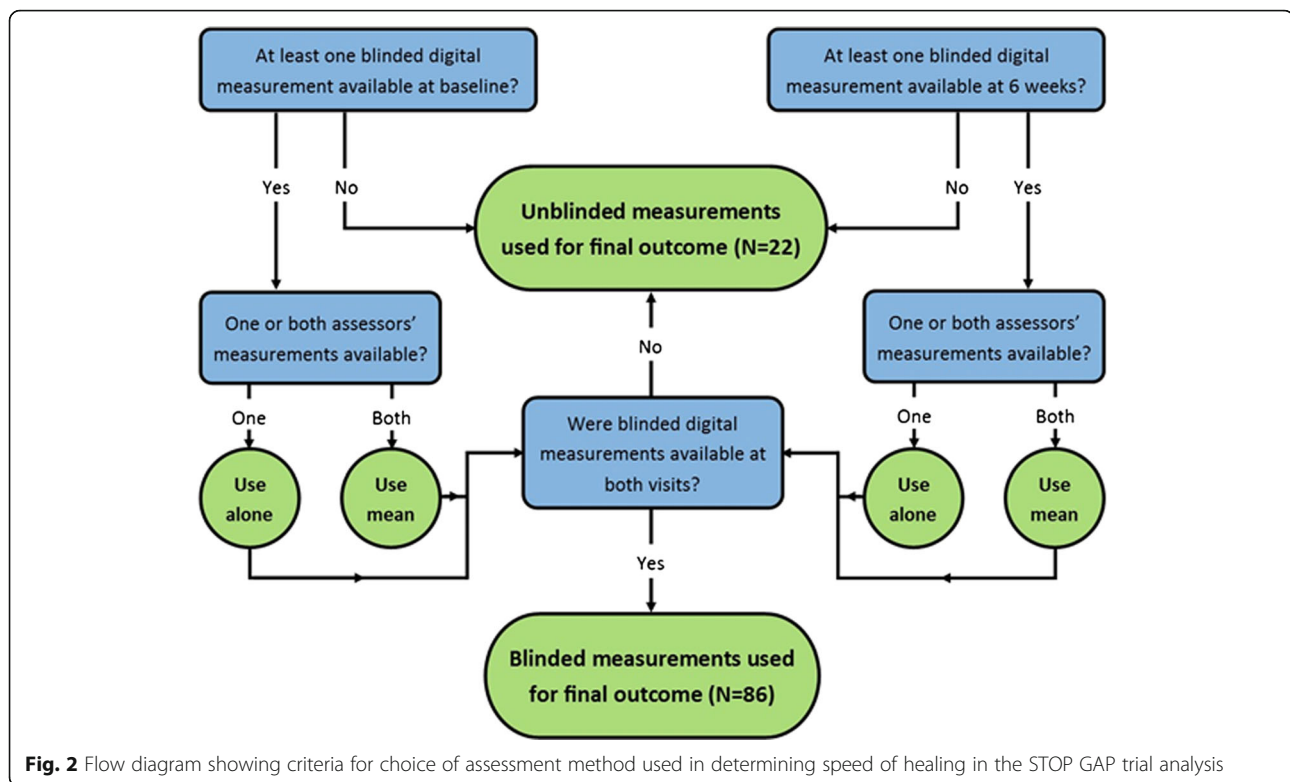 At least one blinded digital
measurement available at baseline?
At least one blinded digital
measurement available at 6 weeks?
Yes
No
No
Yes
Unblinded measurements
used for final outcome (N=22)
One or both assessors’
measurements available?
One or both assessors’
measurements available?
No
One
Both
One
Both
Were blinded digital
measurements available at
both visits?
Use
alone
Use
mean
Use
alone
Use
mean
Yes
Blinded measurements used
for final outcome (N=86)
Fig. 2 Flow diagram showing criteria for choice of assessment method used in determining speed of healing in the STOP GAP trial analysis